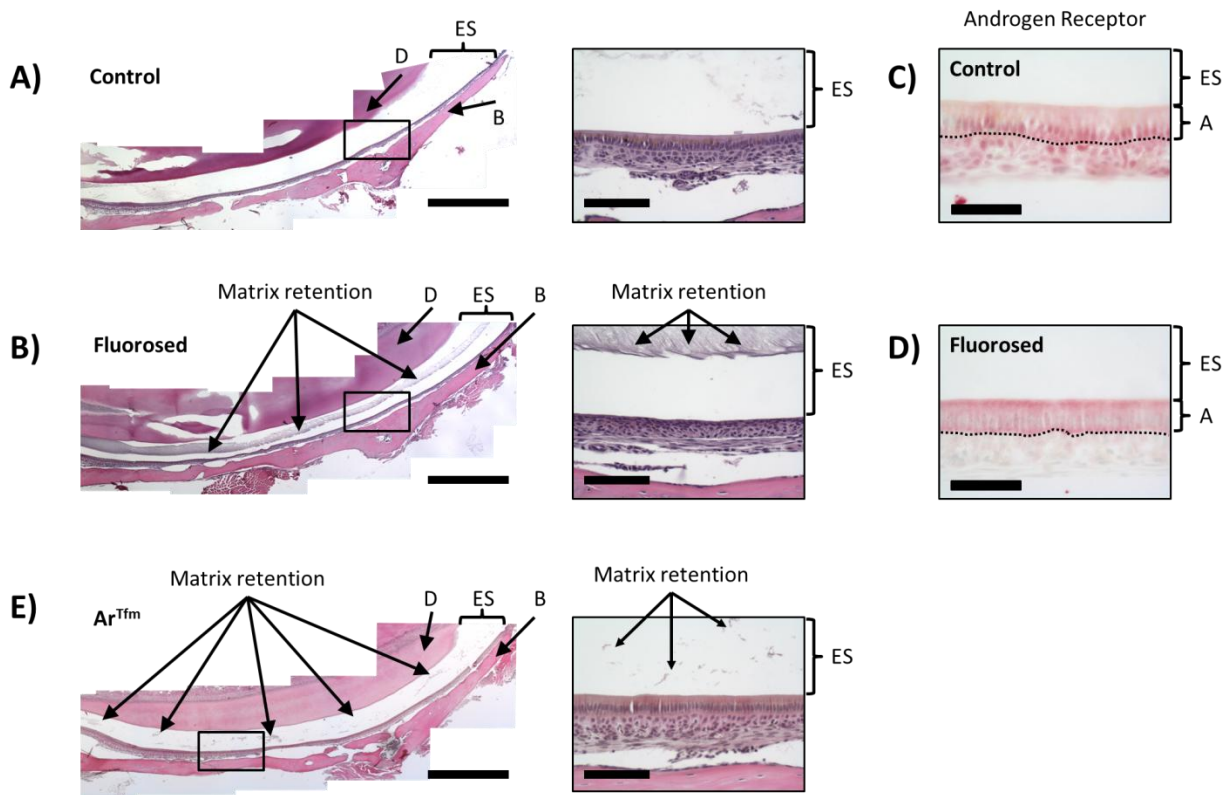 Androgen Receptor
A)
Control
D
ES
B
ES
C)
Control
ES
A
Matrix retention
D
ES
B
Matrix retention
B)
Fluorosed
ES
D)
Fluorosed
ES
A
Matrix retention
D
ES
B
Matrix retention
E)
Ar^Tfm
ES